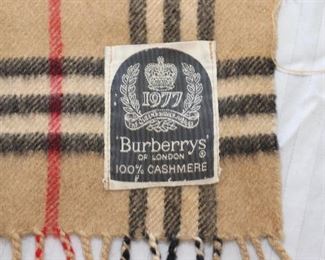 1977
Burberrys
OF LONDON ®
100% CASHMERE